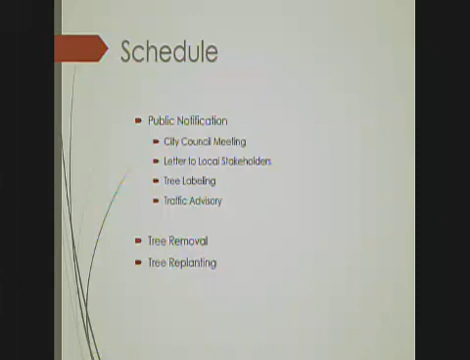 Schedule
Public Notification
City Council Meeting
Letter to Local Stakeholders
Tree Labeling
Traffic Advisory
Tree Removal
Tree Replanting